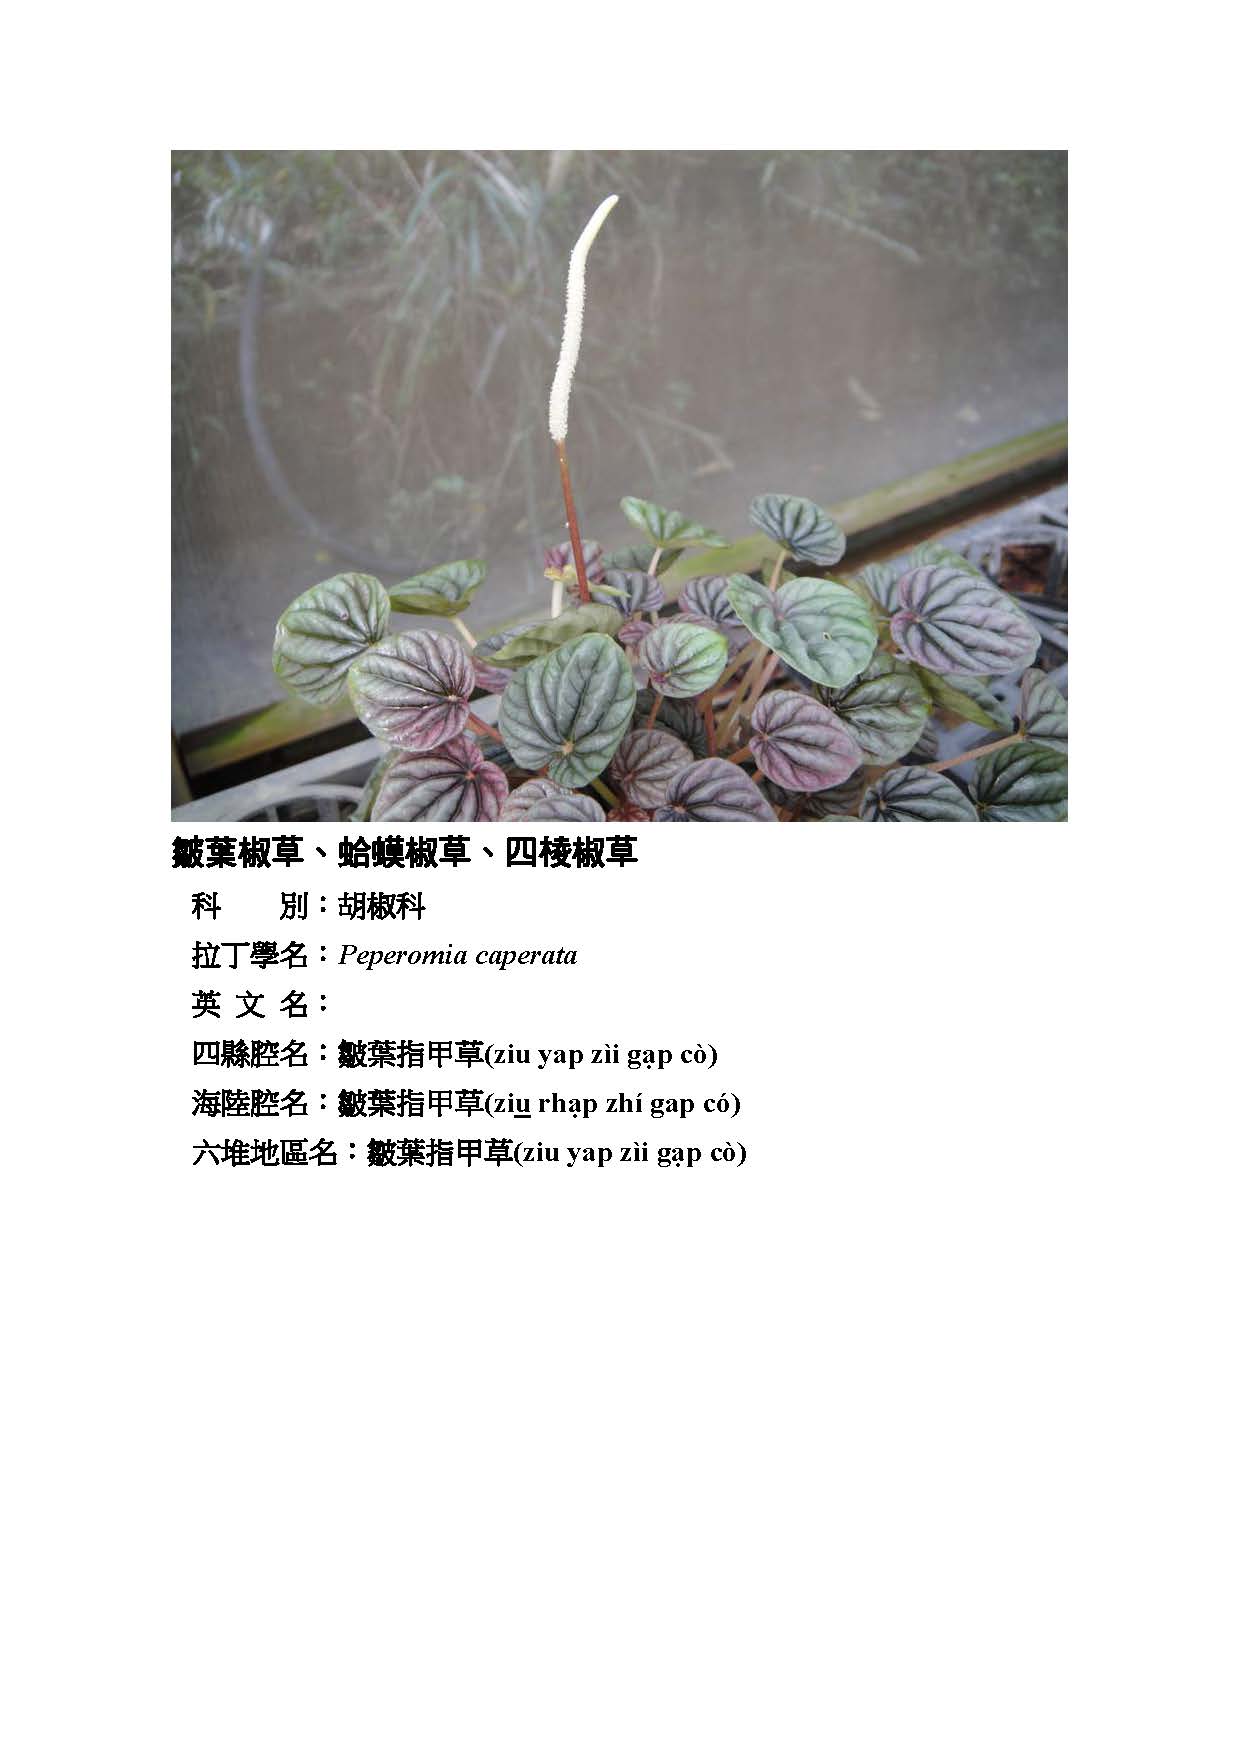 皺葉椒草、蛤蟆椒草、四棱椒草
科　　別：胡椒科
拉丁學名：Peperomia caperata
英 文 名：
四縣腔名：皺葉指甲草(ziu yap zìi gap cò)
海陸腔名：皺葉指甲草(ziu rhap zhí gap có)
六堆地區名：皺葉指甲草(ziu yap zìi gap cò)